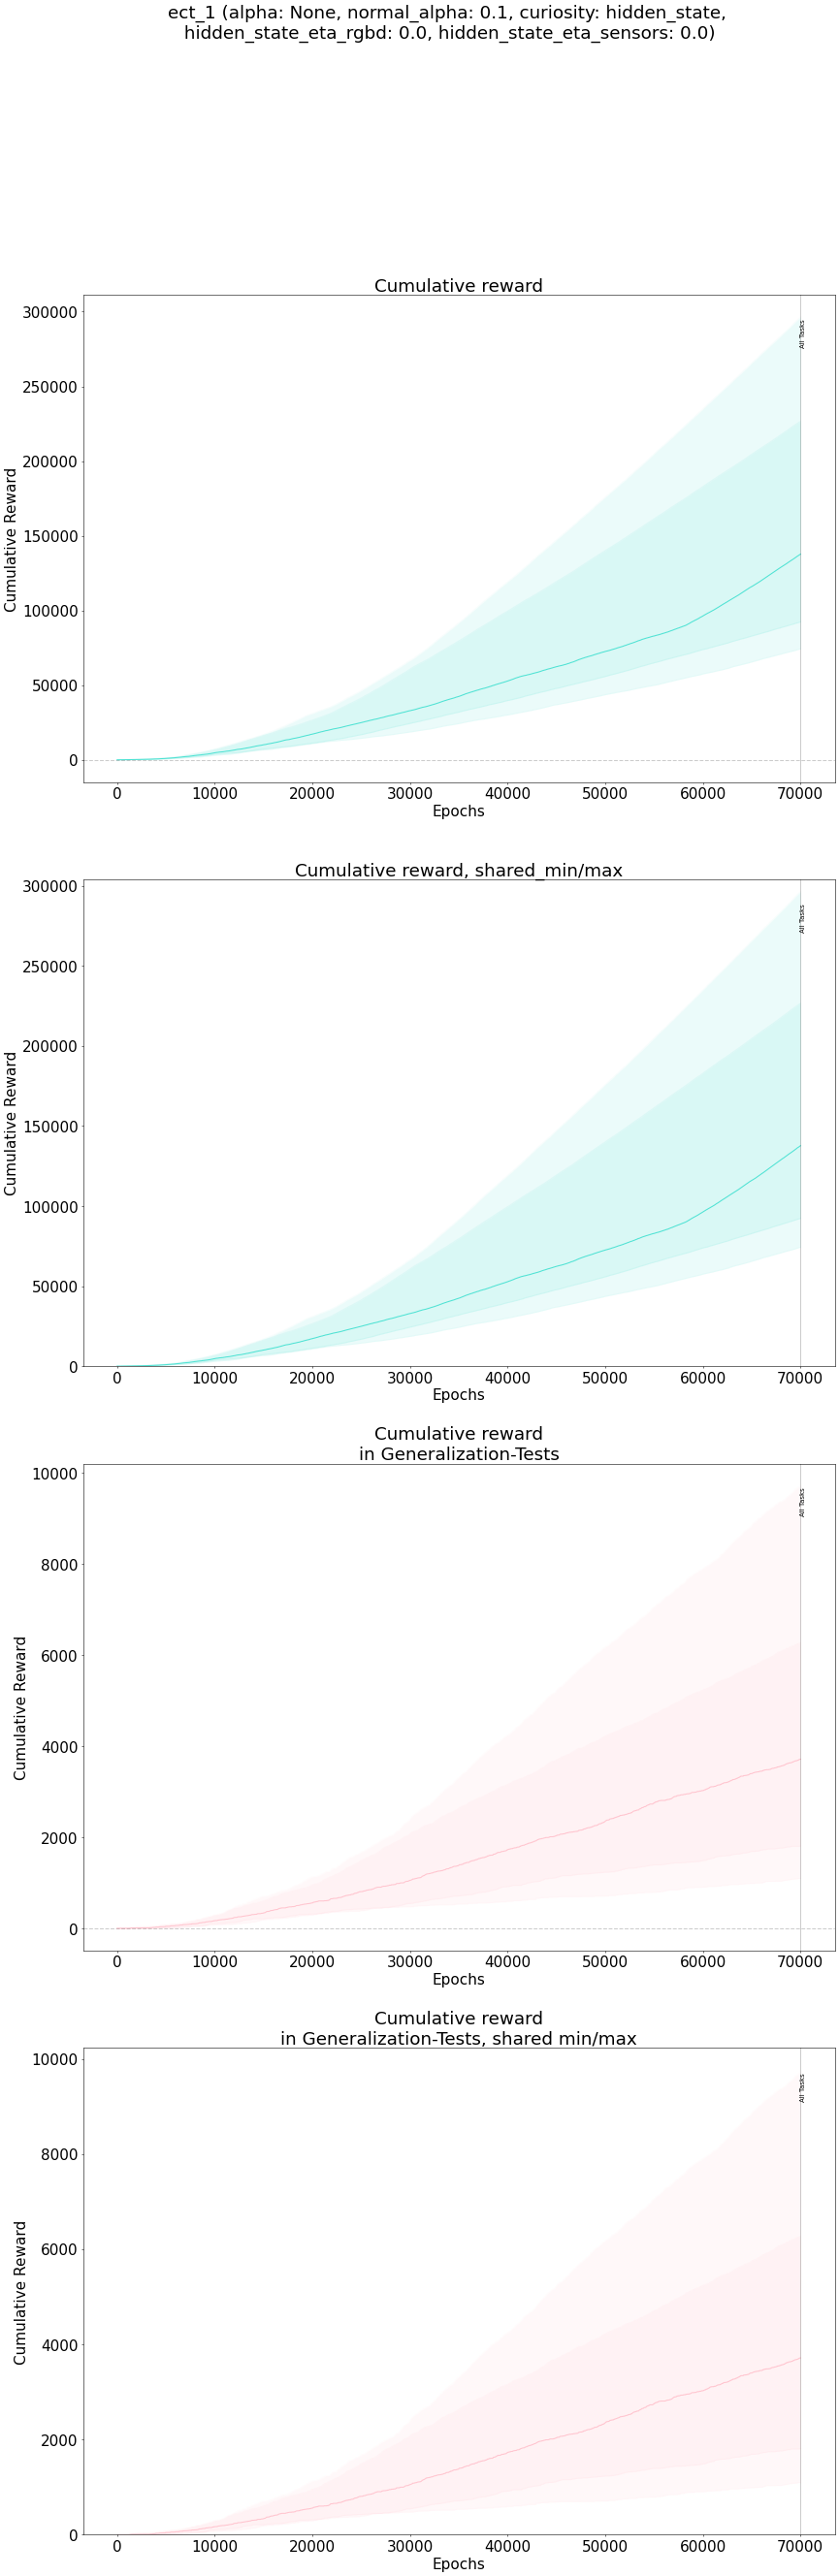 ect_1 (alpha: None, normal_alpha: 0.1, curiosity: hidden_state,
hidden_state_eta_rgbd: 0.0, hidden_state_eta_sensors: 0.0)
Cumulative reward
300000
250000
200000
150000
100000
50000
0
Cumulative Reward
All Tasks
0 10000 20000 30000 40000 50000 60000 70000
Epochs
Cumulative reward, shared_min/max
300000
250000
200000
150000
100000
50000
0
Cumulative Reward
All Tasks
0 10000 20000 30000 40000 50000 60000 70000
Epochs
Cumulative reward
in Generalization-Tests
10000
8000
6000
4000
2000
0
Cumulative Reward
All Tasks
0 10000 20000 30000 40000 50000 60000 70000
Epochs
Cumulative reward
in Generalization-Tests, shared min/max
10000
8000
6000
4000
2000
0
Cumulative Reward
All Tasks
0 10000 20000 30000 40000 50000 60000 70000
Epochs